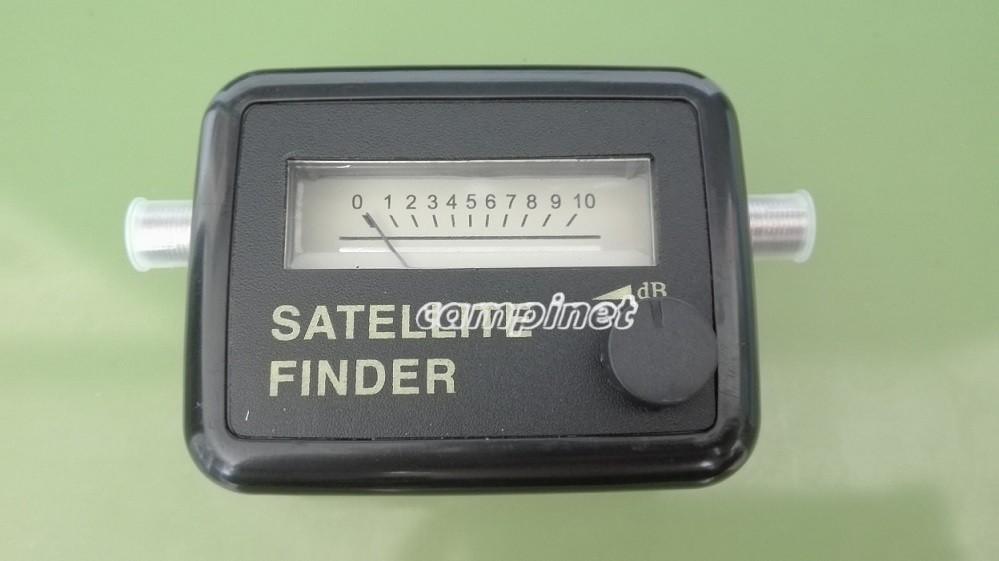 0 1 2 3 4 5 6 7 8 9 10
dB
campinet
SATELLITE
FINDER